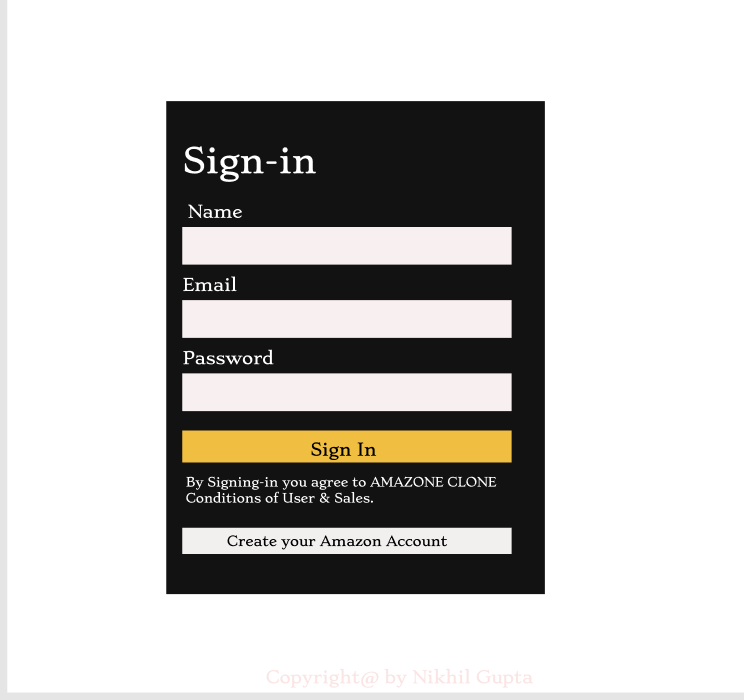 Sign-in
Name
Email
Password
Sign In
By Signing-in you agree to AMAZONE CLONE
Conditions of User & Sales.
Create your Amazon Account
Copyright@ by Nikhil Gupta